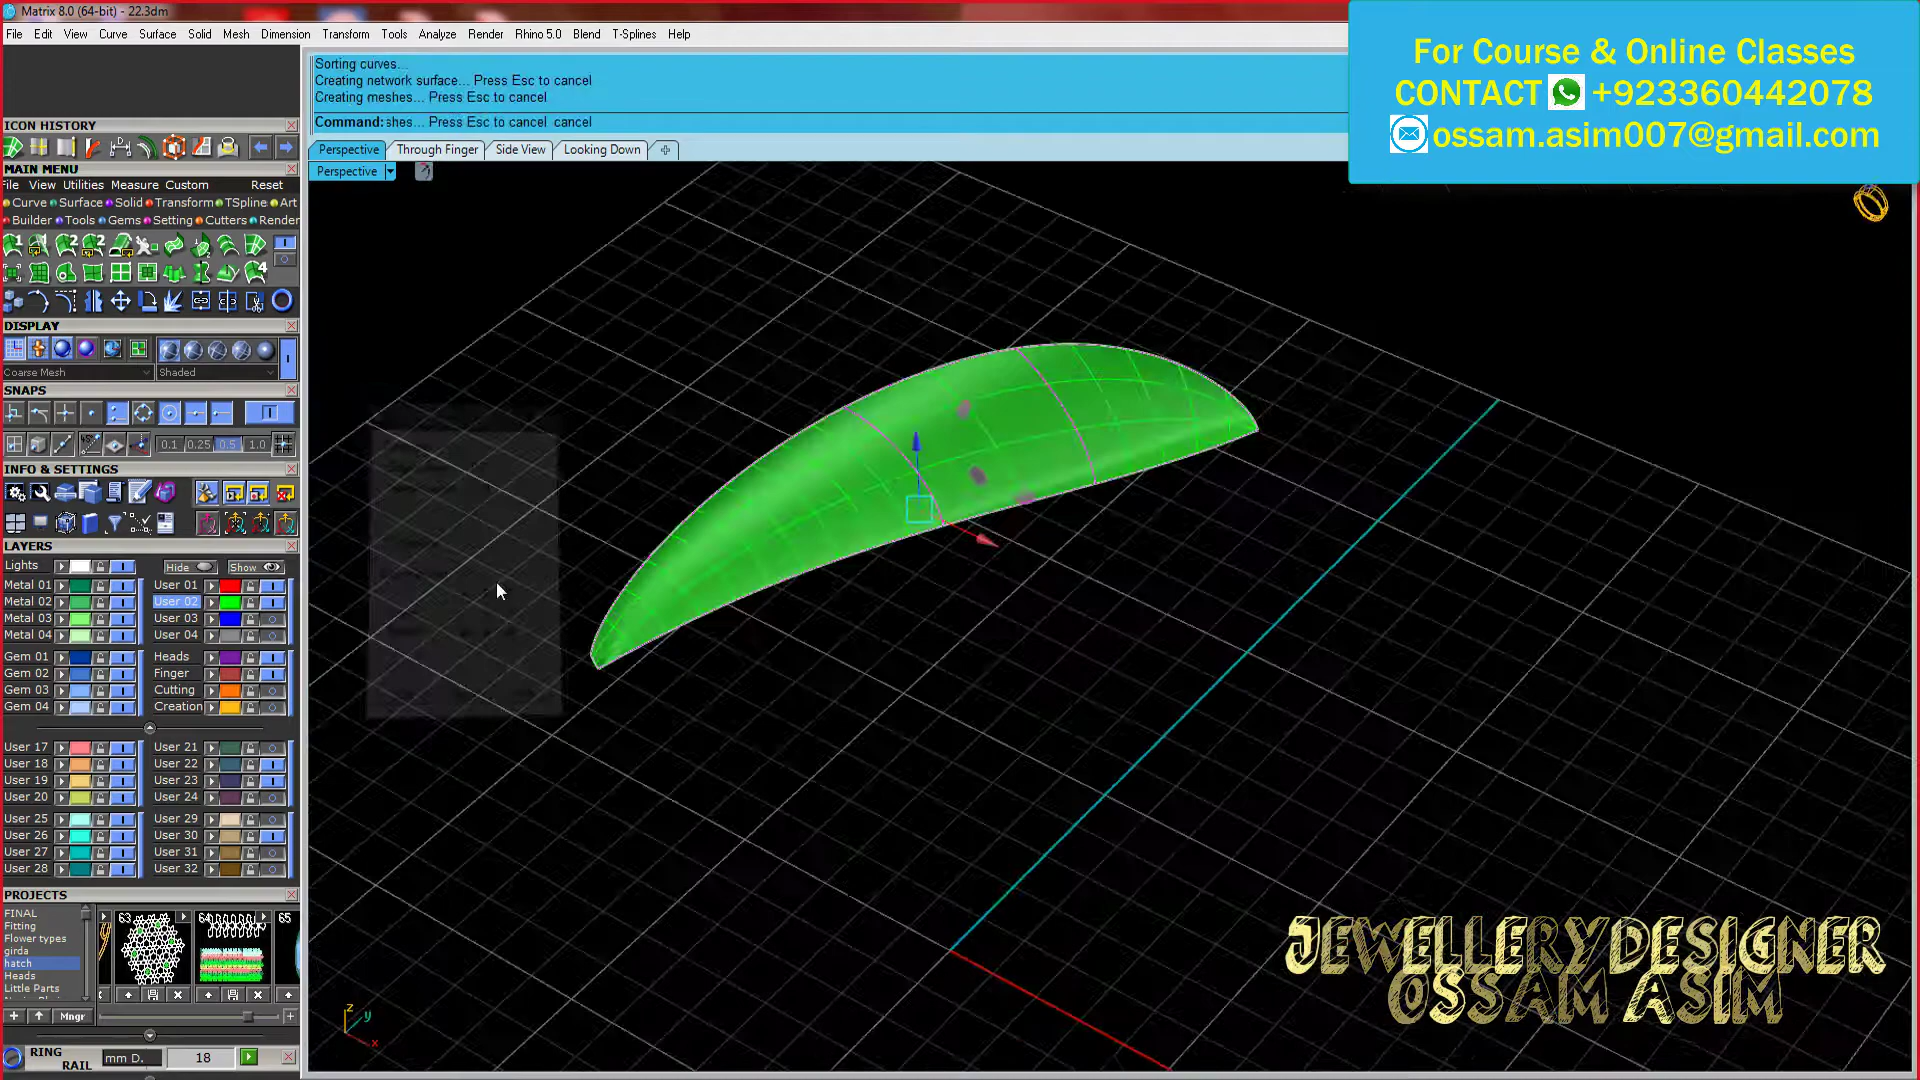 Matrix 8.0 (64-bit) - 22.3dm
File Edit View Curve Surface Solid Mesh Dimension Transform Tools Analyze Render Rhino 5.0 Blend T-Splines Help
Sorting curves...
Creating network surface... Press Esc to cancel
Creating meshes... Press Esc to cancel
Command: shes... Press Esc to cancel cancel
Perspective Through Finger Side View Looking Down
Perspective
For Course & Online Classes
CONTACT +923360442078
ossam.asim007@gmail.com
ICON HISTORY
MAIN MENU
File View Utilities Measure Custom Reset
Curve Surface Solid Transform TSpline Art
Builder Tools Gems Setting Cutters Render
DISPLAY
Coarse Mesh Shaded
SNAPS
0.1 0.25 0.5 1.0
INFO & SETTINGS
LAYERS
Lights Hide Show
Metal 01 User 01
Metal 02 User 02
Metal 03 User 03
Metal 04 User 04
Gem 01 Heads
Gem 02 Finger
Gem 03 Cutting
Gem 04 Creation
User 17 User 21
User 18 User 22
User 19 User 23
User 20 User 24
User 25 User 29
User 26 User 30
User 27 User 31
User 28 User 32
PROJECTS
FINAL
Fitting
Flower types
girda
hatch
Heads
Little Parts
63 64 65
Mngr
RING RAIL mm D. 18
z
y
x
JEWELLERYDESIGNER
OSSAM ASIM